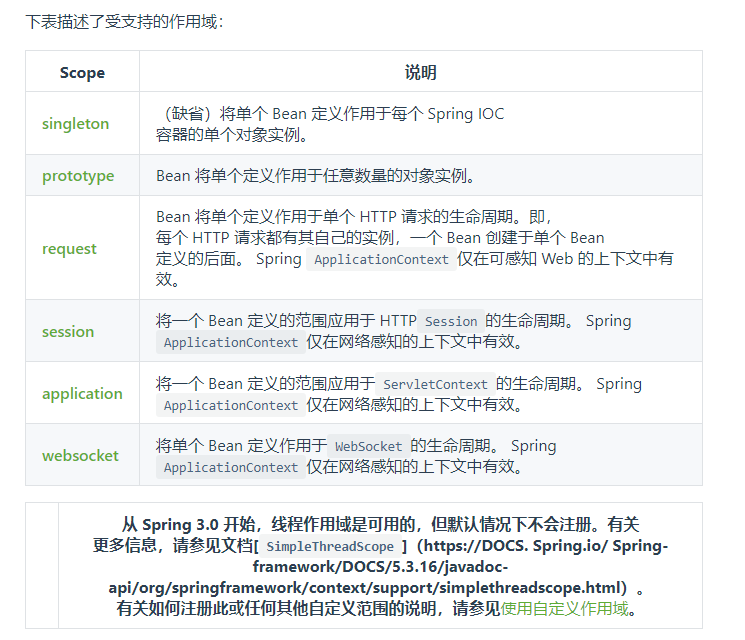 下表描述了受支持的作用域：
Scope 说明
singleton （缺省）将单个 Bean 定义作用于每个 Spring IOC
容器的单个对象实例。
prototype Bean 将单个定义作用于任意数量的对象实例。
request Bean 将单个定义作用于单个 HTTP 请求的生命周期。即，
每个 HTTP 请求都有其自己的实例，一个 Bean 创建于单个 Bean
定义的后面。 Spring ApplicationContext 仅在可感知 Web 的上下文中有
效。
session 将一个 Bean 定义的范围应用于 HTTP Session 的生命周期。 Spring
ApplicationContext 仅在网络感知的上下文中有效。
application 将一个 Bean 定义的范围应用于 ServletContext 的生命周期。 Spring
ApplicationContext 仅在网络感知的上下文中有效。
websocket 将单个 Bean 定义作用于 WebSocket 的生命周期。 Spring
ApplicationContext 仅在网络感知的上下文中有效。
从 Spring 3.0 开始，线程作用域是可用的，但默认情况下不会注册。有关
更多信息，请参见文档[ SimpleThreadScope ]（https://DOCS. Spring.io/ Spring-
framework/DOCS/5.3.16/javadoc-
api/org/springframework/context/support/simplethreadscope.html）。
有关如何注册此或任何其他自定义范围的说明，请参见使用自定义作用域。